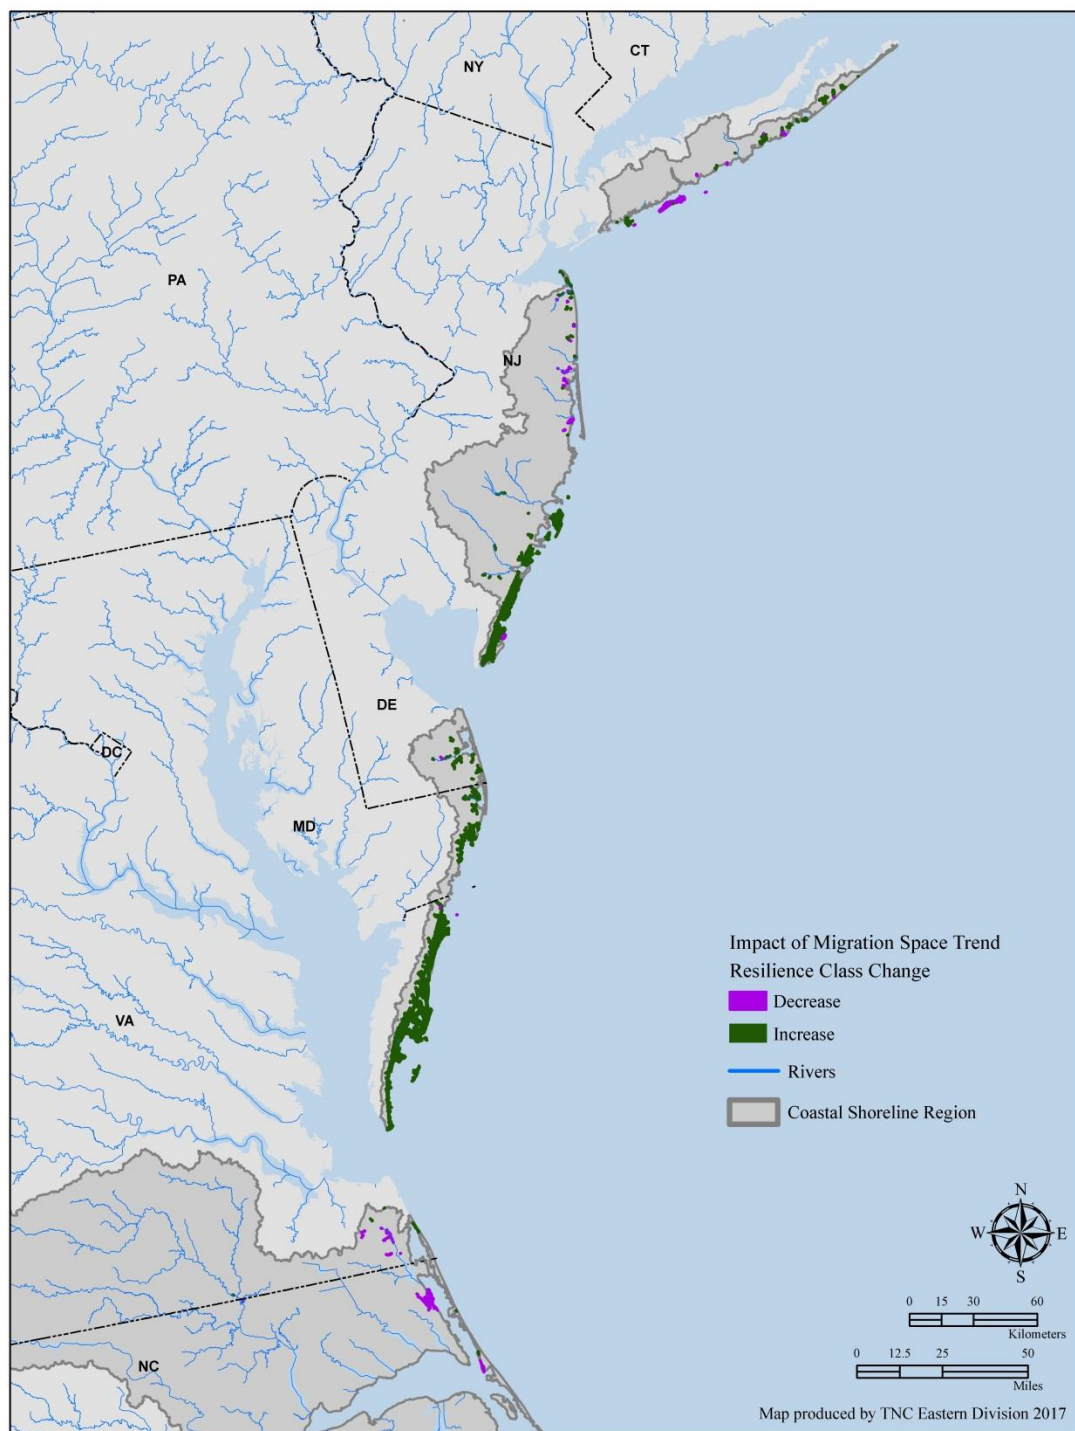 CT
NY
PA
NJ
DE
DC
MD
VA
NC
Impact of Migration Space Trend
Resilience Class Change
Decrease
Increase
Rivers
Coastal Shoreline Region
N
W E
S
0 15 30 60
Kilometers
0 12.5 25 50
Miles
Map produced by TNC Eastern Division 2017